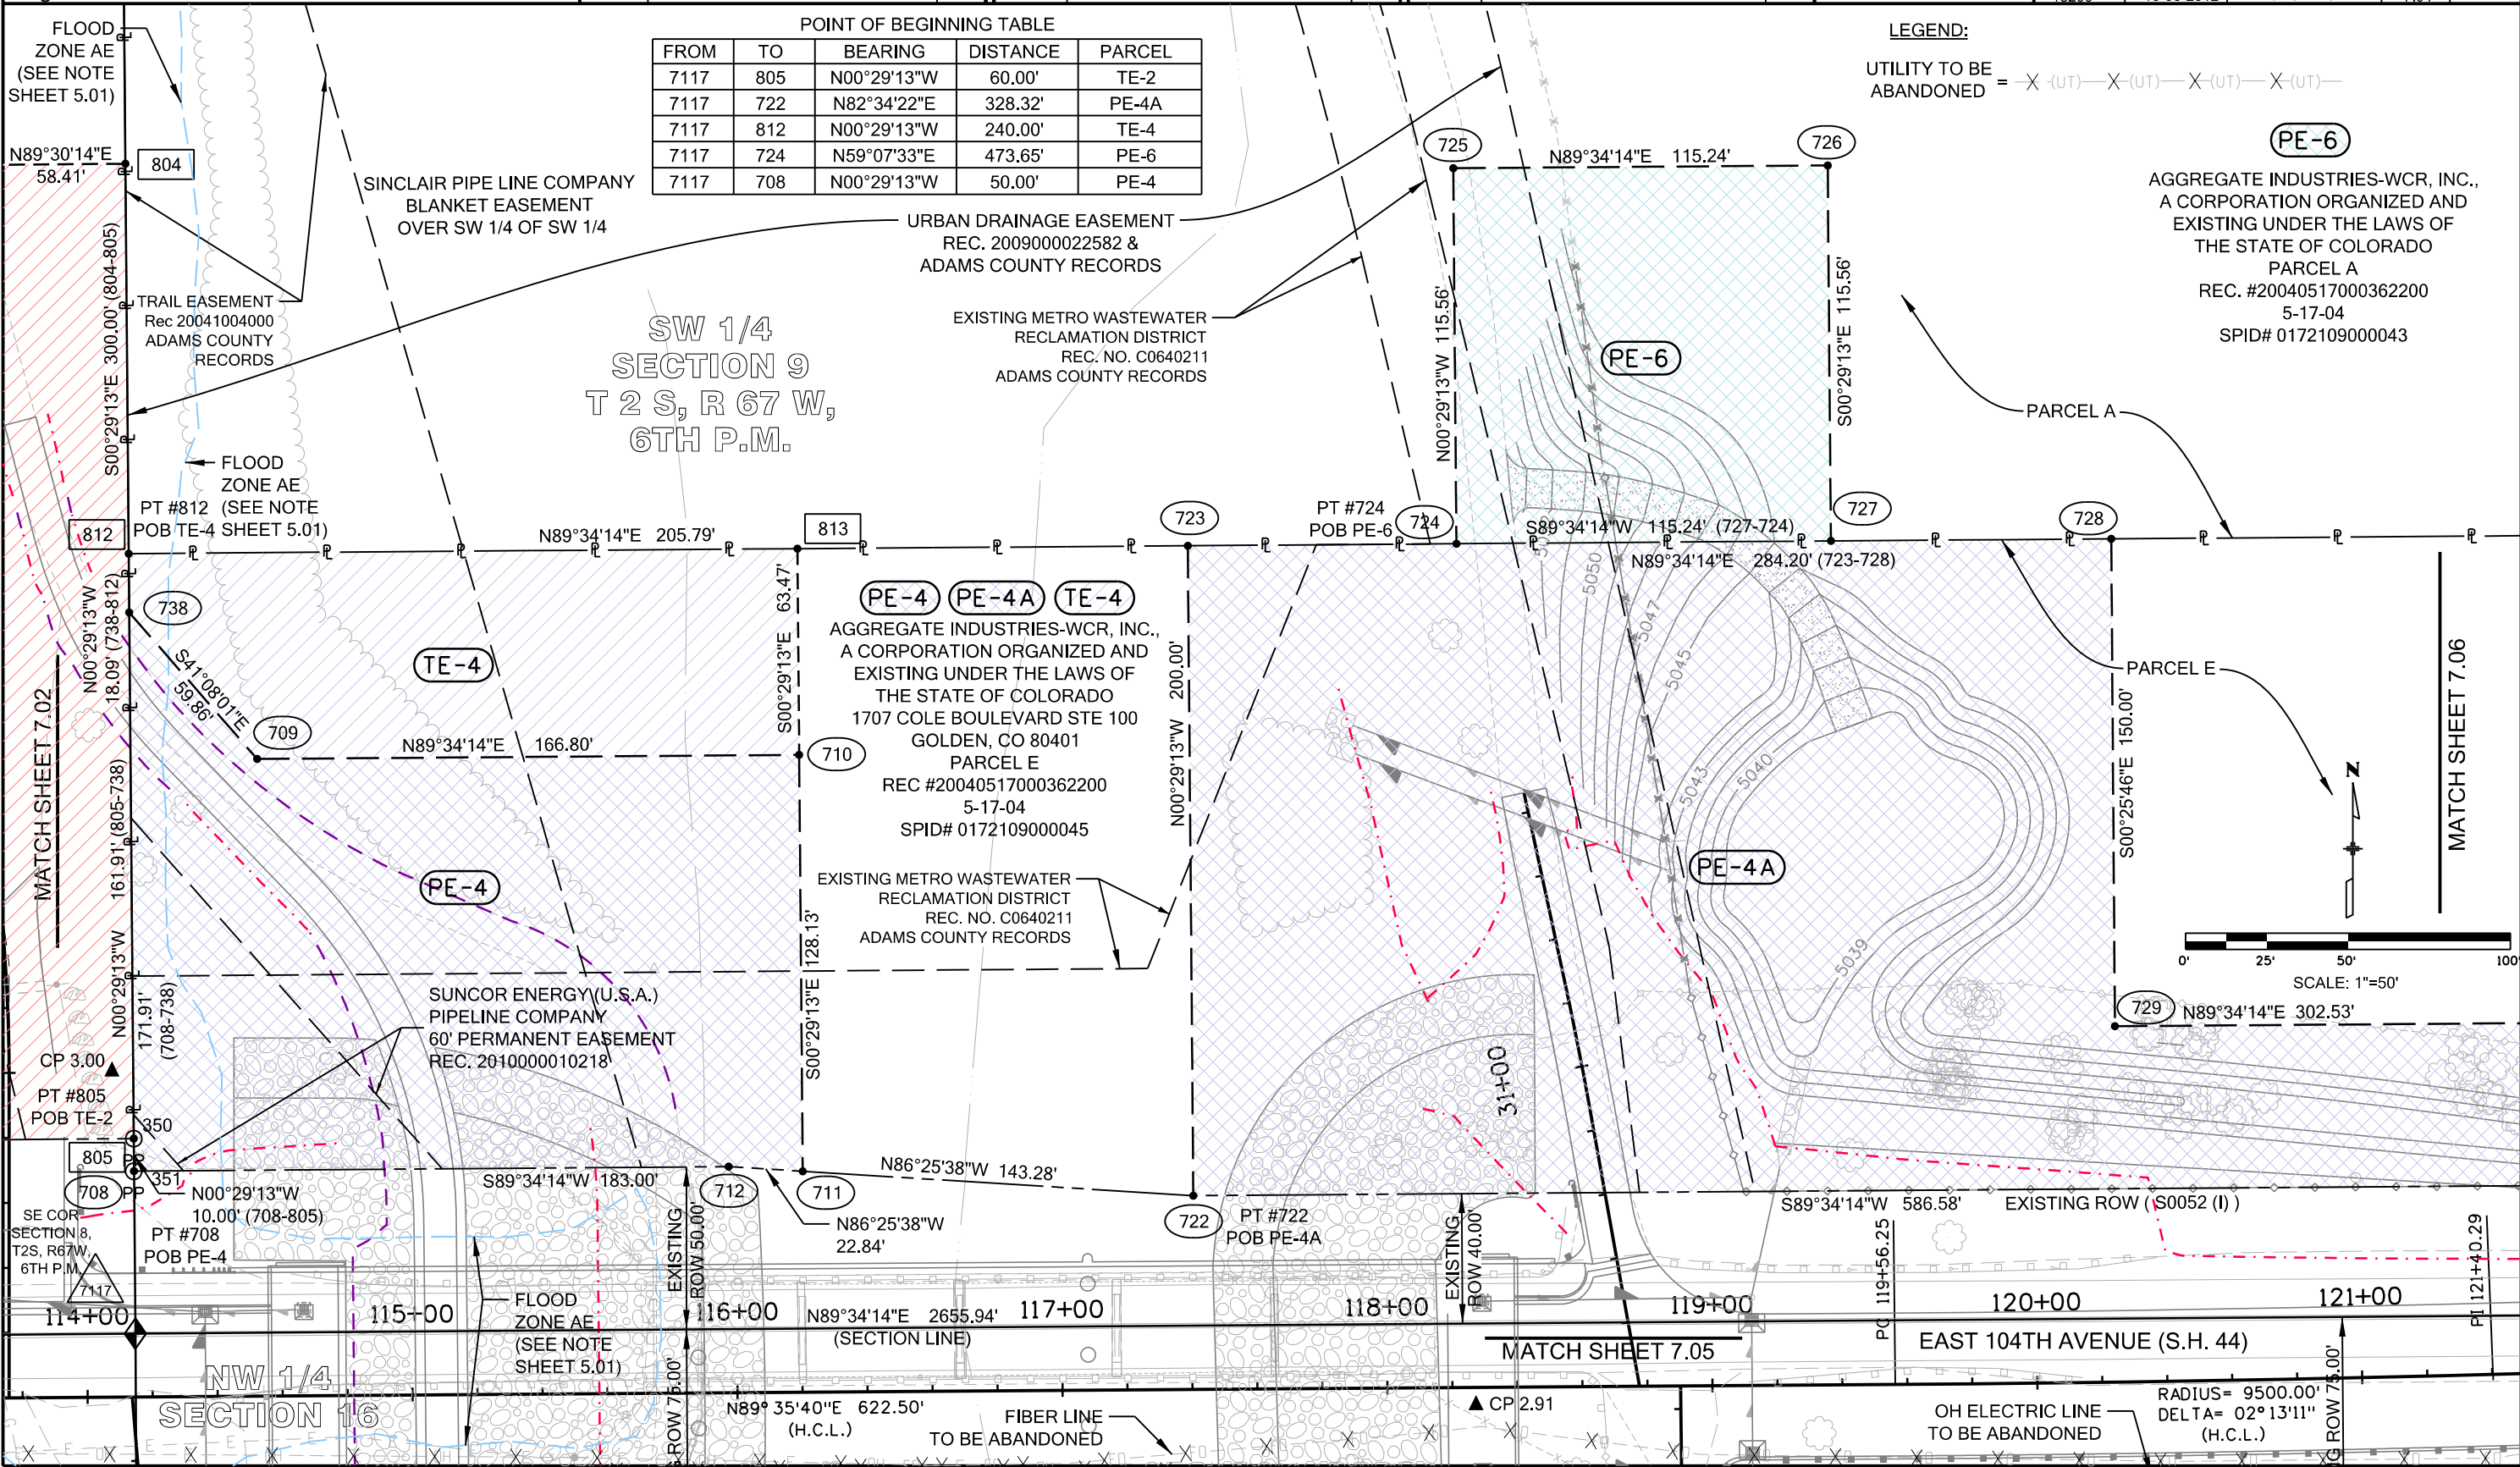 POINT OF BEGINNING TABLE
FROM TO BEARING DISTANCE PARCEL
7117 805 N00°29'13"W 60.00' TE-2
7117 722 N82°34'22"E 328.32' PE-4A
7117 812 N00°29'13"W 240.00' TE-4
7117 724 N59°07'33"E 473.65' PE-6
7117 708 N00°29'13"W 50.00' PE-4
LEGEND:
UTILITY TO BE
ABANDONED
= X (UT) X (UT) X (UT) X (UT)
FLOOD
ZONE AE
(SEE NOTE
SHEET 5.01)
N89°30'14"E
58.41'
804
SINCLAIR PIPE LINE COMPANY
BLANKET EASEMENT
OVER SW 1/4 OF SW 1/4
TRAIL EASEMENT
Rec 20041004000
ADAMS COUNTY
RECORDS
S00°29'13"E 300.00' (804-805)
URBAN DRAINAGE EASEMENT
REC. 2009000022582 &
ADAMS COUNTY RECORDS
EXISTING METRO WASTEWATER
RECLAMATION DISTRICT
REC. NO. C0640211
ADAMS COUNTY RECORDS
SW 1/4
SECTION 9
T 2 S, R 67 W,
6TH P.M.
725
N89°34'14"E 115.24'
726
N00°29'13"W 115.56'
S00°29'13"E 115.56'
PE-6
PE-6
AGGREGATE INDUSTRIES-WCR, INC.,
A CORPORATION ORGANIZED AND
EXISTING UNDER THE LAWS OF
THE STATE OF COLORADO
PARCEL A
REC. #20040517000362200
5-17-04
SPID# 0172109000043
PARCEL A
FLOOD
ZONE AE
(SEE NOTE
SHEET 5.01)
PT #812
POB TE-4
812
N89°34'14"E 205.79'
813
723
PT #724
POB PE-6
724
S89°34'14"W 115.24' (727-724)
N89°34'14"E 284.20' (723-728)
727
728
738
N00°29'13"W
18.09' (738-812)
S41°08'01"E
59.86'
TE-4
S00°29'13"E 63.47'
709
N89°34'14"E 166.80'
710
PE-4 PE-4A TE-4
AGGREGATE INDUSTRIES-WCR, INC.,
A CORPORATION ORGANIZED AND
EXISTING UNDER THE LAWS OF
THE STATE OF COLORADO
1707 COLE BOULEVARD STE 100
GOLDEN, CO 80401
PARCEL E
REC #20040517000362200
5-17-04
SPID# 0172109000045
N00°29'13"W 200.00'
5050
5047
5045
5043
5040
5039
PARCEL E
S00°25'46"E 150.00'
MATCH SHEET 7.06
MATCH SHEET 7.02
N00°29'13"W 161.91' (805-738)
171.91'
(708-738)
PE-4
EXISTING METRO WASTEWATER
RECLAMATION DISTRICT
REC. NO. C0640211
ADAMS COUNTY RECORDS
PE-4A
N
0' 25' 50' 100'
SCALE: 1"=50'
729
N89°34'14"E 302.53'
SUNCOR ENERGY (U.S.A.)
PIPELINE COMPANY
60' PERMANENT EASEMENT
REC. 2010000010218
S00°29'13"E 128.13'
31+00
CP 3.00
PT #805
POB TE-2
350
805
PP
351
708
PP
N00°29'13"W
10.00' (708-805)
PT #708
POB PE-4
SE COR
SECTION 8,
T2S, R67W,
6TH P.M.
7117
S89°34'14"W 183.00'
712
711
N86°25'38"W 143.28'
N86°25'38"W
22.84'
722
PT #722
POB PE-4A
S89°34'14"W 586.58'
EXISTING ROW ( S0052 (I) )
EXISTING
ROW 50.00'
EXISTING
ROW 40.00'
PC 119+56.25
PI 121+40.29
114+00 115+00 116+00 117+00 118+00 119+00 120+00 121+00
FLOOD
ZONE AE
(SEE NOTE
SHEET 5.01)
N89°34'14"E 2655.94'
(SECTION LINE)
MATCH SHEET 7.05
EAST 104TH AVENUE (S.H. 44)
NW 1/4
SECTION 16
ROW 75.00'
N89°35'40"E 622.50'
(H.C.L.)
FIBER LINE
TO BE ABANDONED
CP 2.91
OH ELECTRIC LINE
TO BE ABANDONED
RADIUS= 9500.00'
DELTA= 02°13'11"
(H.C.L.)
ROW 75.00'